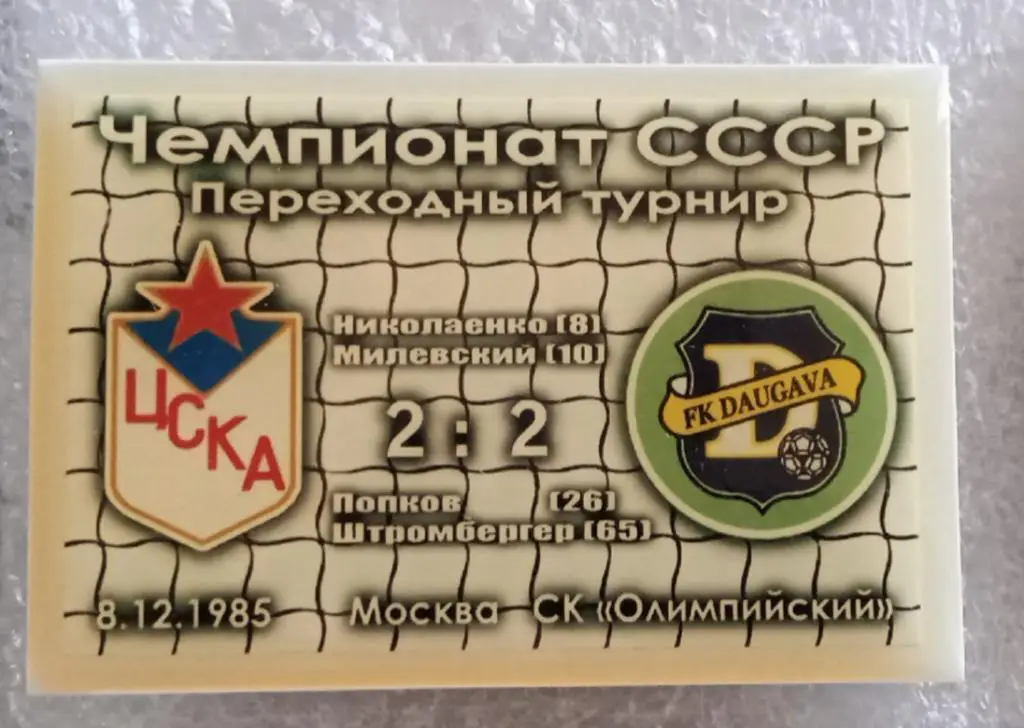 Чемпионат СССР
Переходный турнир
Николаенко (8)
Милевский (10)
ЦСКА
2 : 2
FK DAUGAVA
D
Попков (26)
Штромбергер (65)
8.12.1985 Москва СК «Олимпийский»